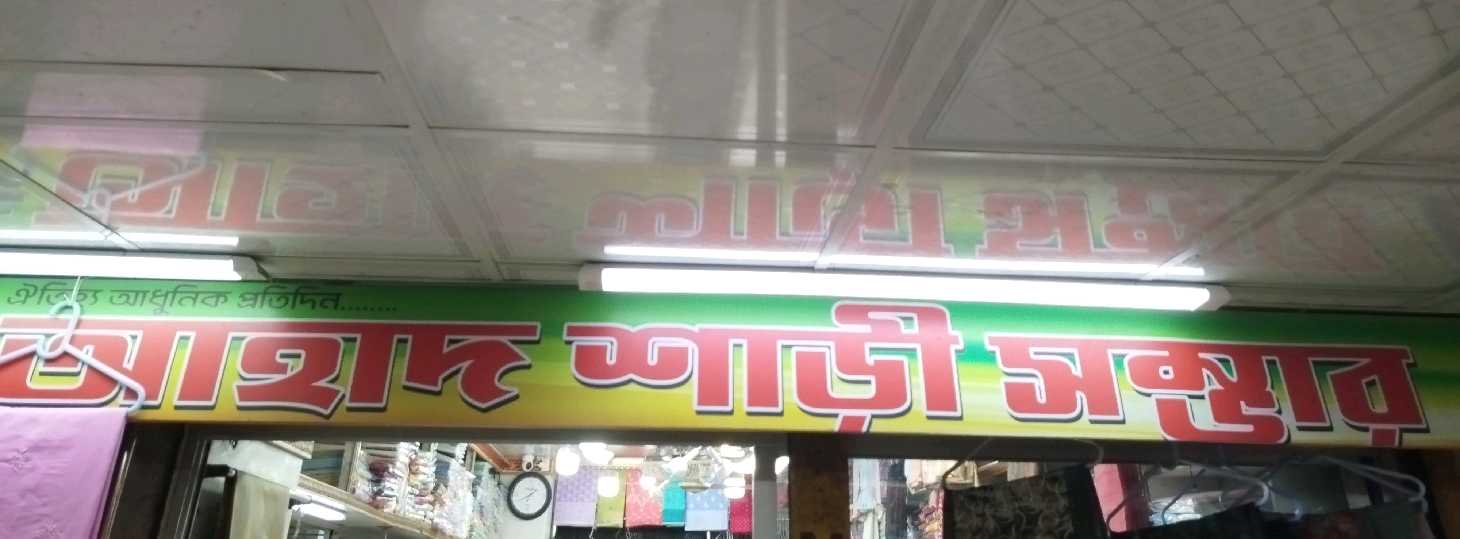 ঐতিহ্য আধুনিক প্রতিদিন........
আহাদ শাড়ী সম্ভার